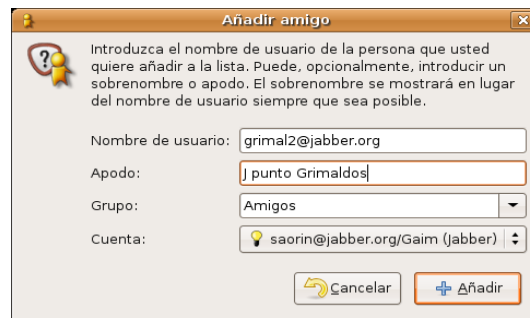 Añadir amigo
Introduzca el nombre de usuario de la persona que usted
quiere añadir a la lista. Puede, opcionalmente, introducir un
sobrenombre o apodo. El sobrenombre se mostrará en lugar
del nombre de usuario siempre que sea posible.
Nombre de usuario: grimal2@jabber.org
Apodo: J punto Grimaldos
Grupo: Amigos
Cuenta: saorin@jabber.org/Gaim (Jabber)
Cancelar Añadir